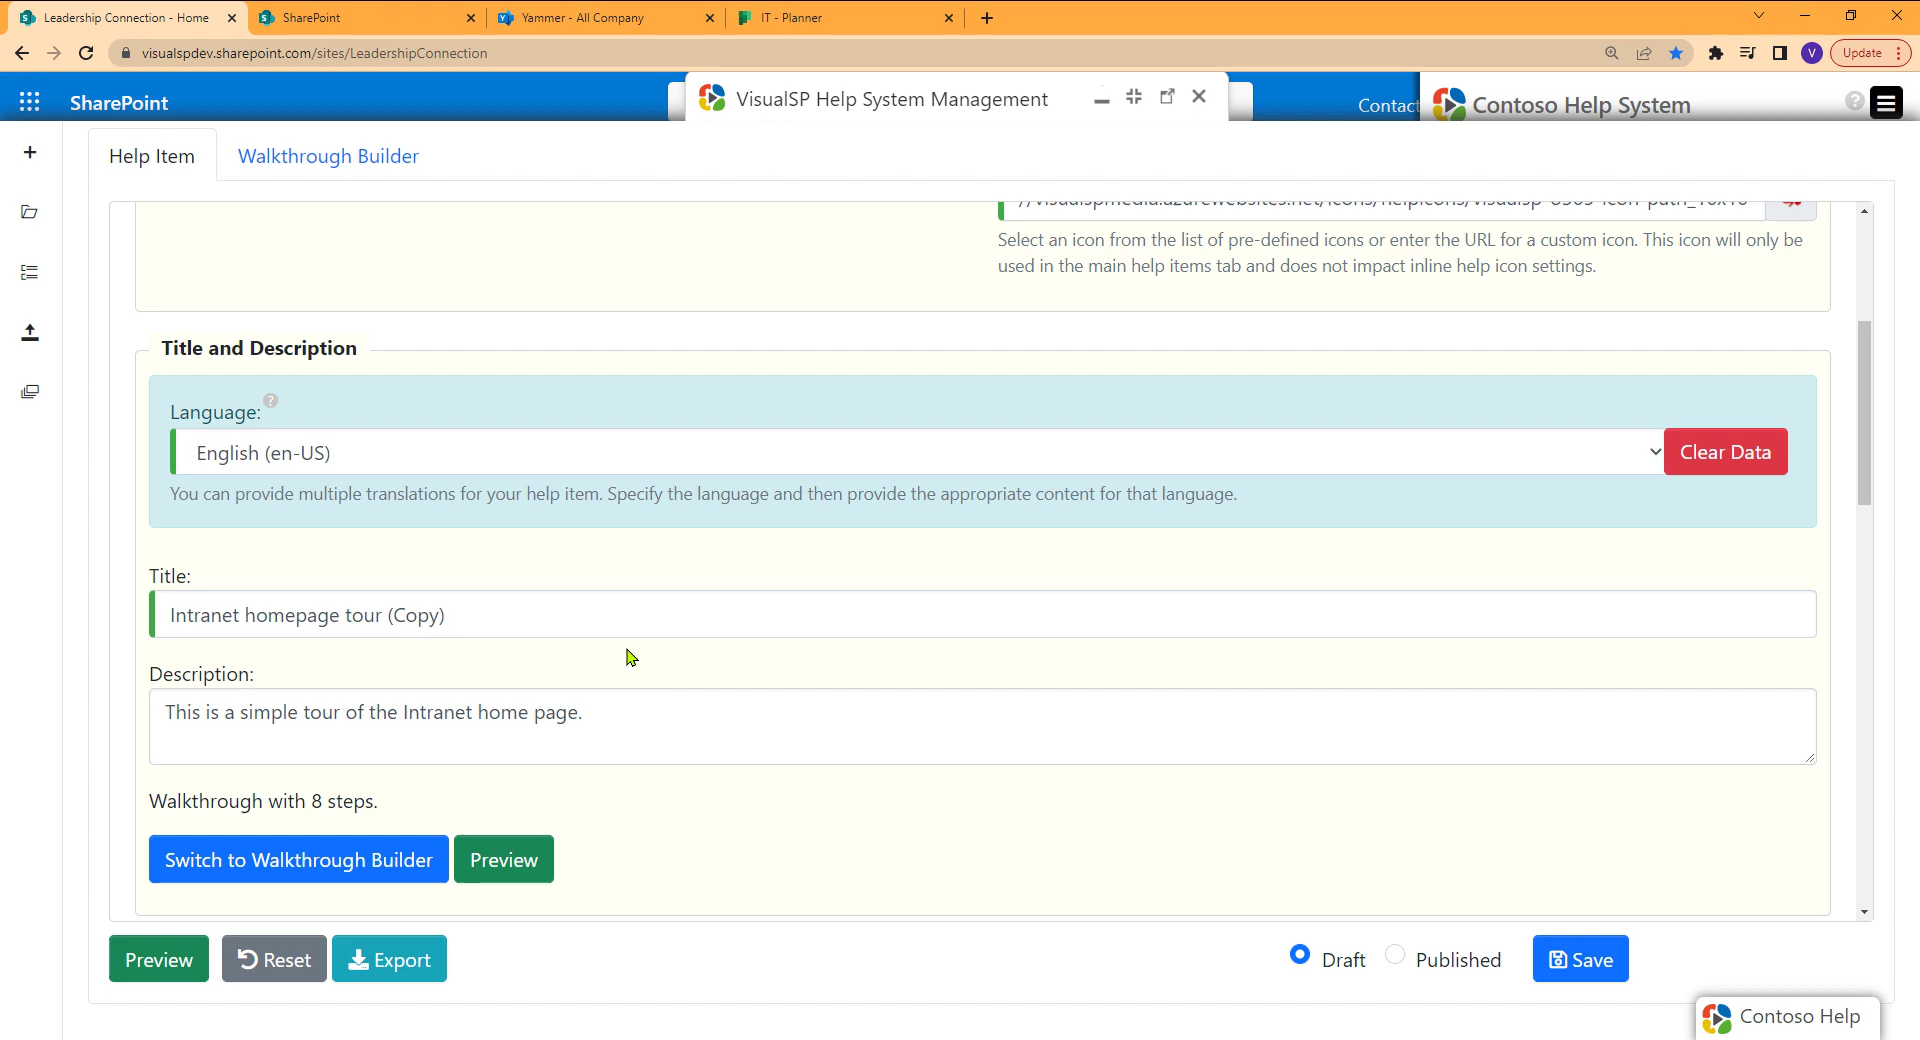 Leadership Connection - Home
SharePoint
Yammer - All Company
IT - Planner
visualspdev.sharepoint.com/sites/LeadershipConnection
V
Update
SharePoint
VisualSP Help System Management
Contact
Contoso Help System
Help Item
Walkthrough Builder
Select an icon from the list of pre-defined icons or enter the URL for a custom icon. This icon will only be
used in the main help items tab and does not impact inline help icon settings.
Title and Description
Language:
English (en-US)
Clear Data
You can provide multiple translations for your help item. Specify the language and then provide the appropriate content for that language.
Title:
Intranet homepage tour (Copy)
Description:
This is a simple tour of the Intranet home page.
Walkthrough with 8 steps.
Switch to Walkthrough Builder
Preview
Preview
Reset
Export
Draft
Published
Save
Contoso Help